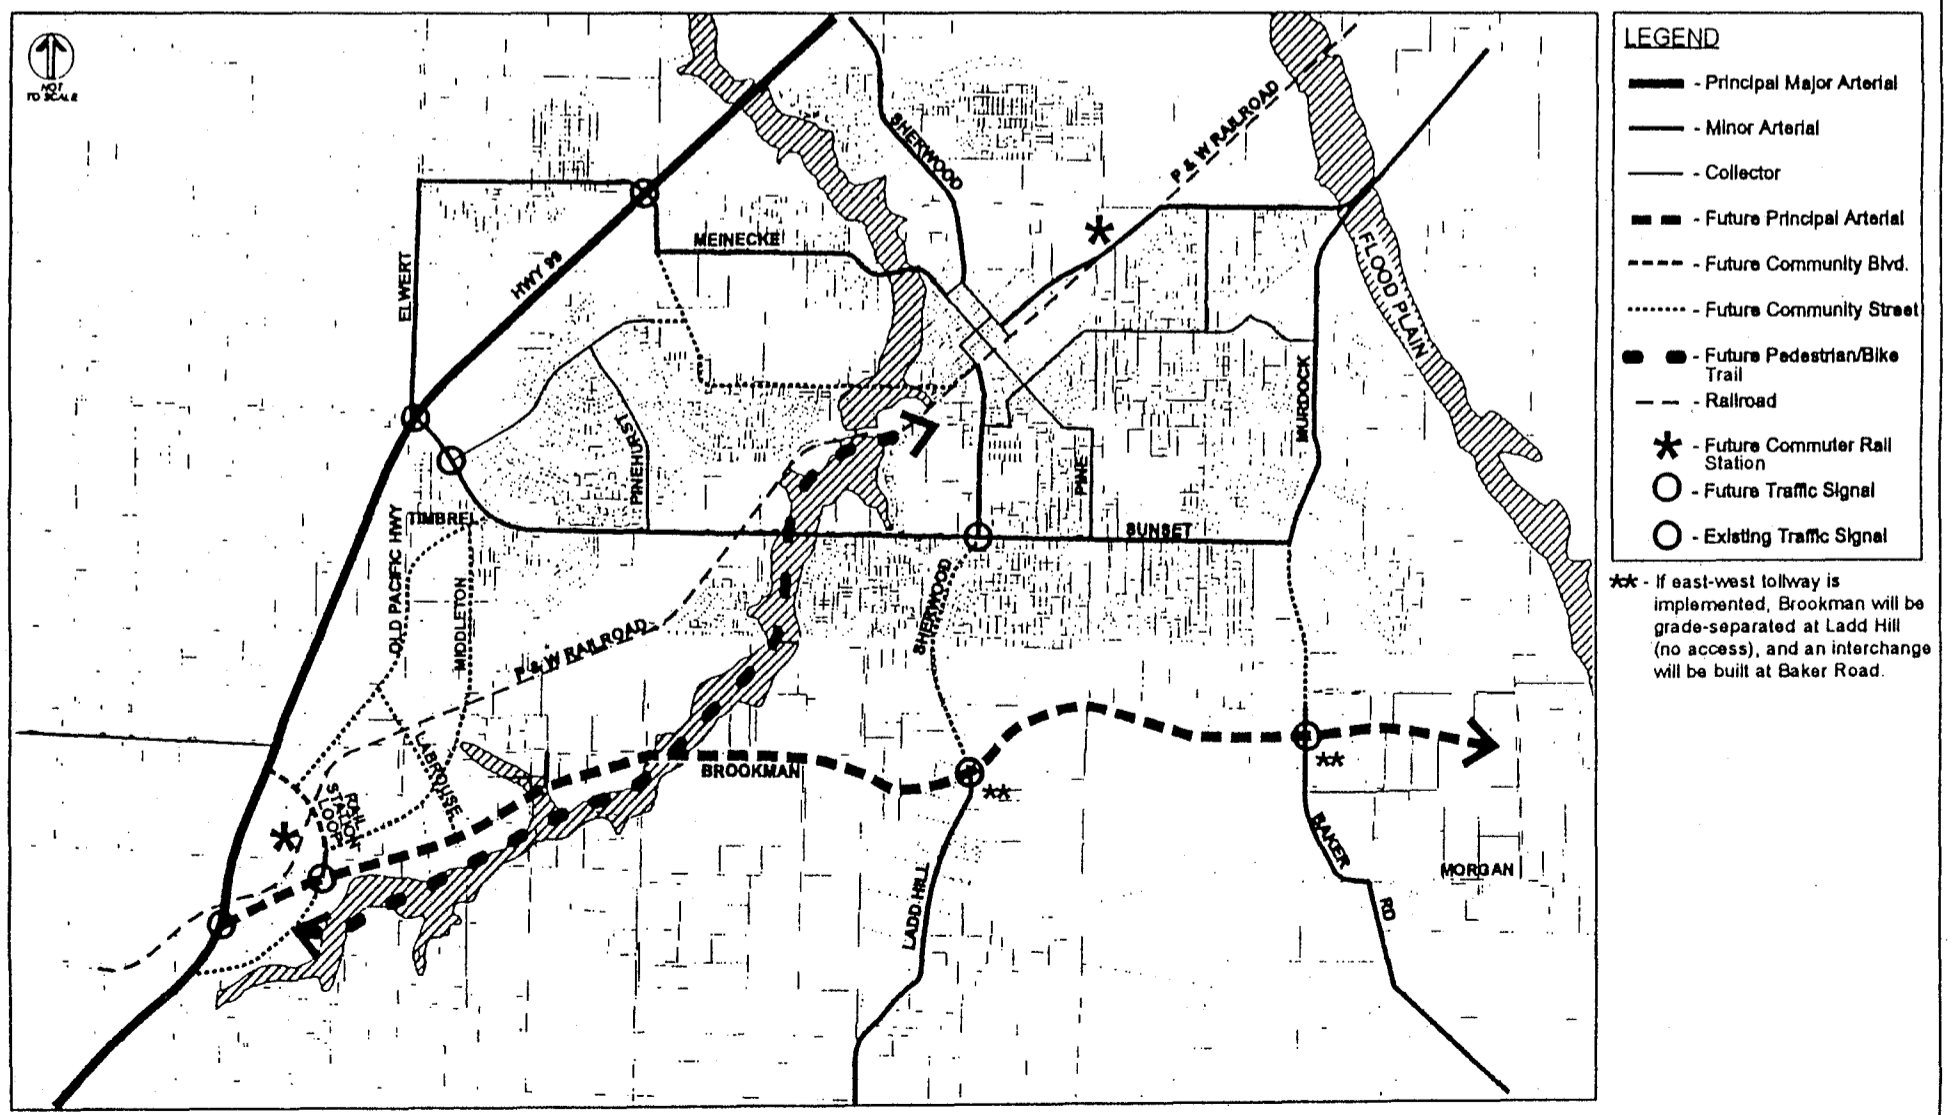 NOT
TO SCALE
SHERWOOD
P & W RAILROAD
MEINECKE
ELWERT
HWY 99
FLOOD PLAIN
MURDOCK
PINEHURST
PINE
TIMBREL
SUNSET
OLD PACIFIC HWY
MIDDLETON
SHERWOOD
P & W RAILROAD
LABROUSE
BROOKMAN
RAIL
STATION
LOOP
**
**
BAKER
RD
MORGAN
LADD HILL
LEGEND
- Principal Major Arterial
- Minor Arterial
- Collector
- Future Principal Arterial
- Future Community Blvd.
- Future Community Street
- Future Pedestrian/Bike
Trail
- Railroad
- Future Commuter Rail
Station
- Future Traffic Signal
- Existing Traffic Signal
** - If east-west tollway is
implemented, Brookman will be
grade-separated at Ladd Hill
(no access), and an interchange
will be built at Baker Road.